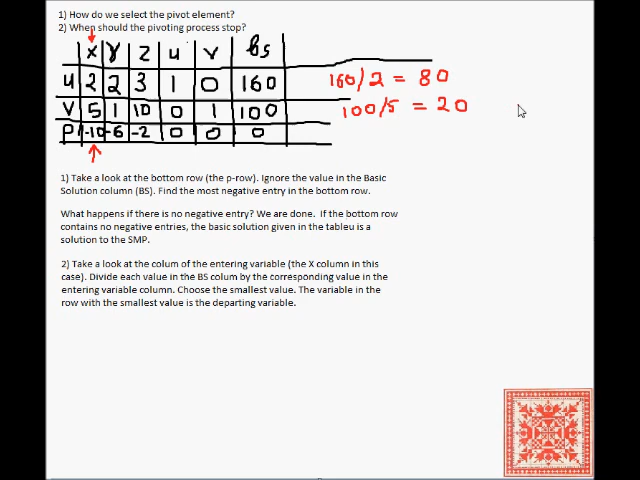 1) How do we select the pivot element?
2) When should the pivoting process stop?
x y z u v bs
u 2 2 3 1 0 160
160/2 = 80
v 5 1 10 0 1 100
100/5 = 20
P -10 -6 -2 0 0 0
1) Take a look at the bottom row (the p-row). Ignore the value in the Basic
Solution column (BS). Find the most negative entry in the bottom row.
What happens if there is no negative entry? We are done. If the bottom row
contains no negative entries, the basic solution given in the tableu is a
solution to the SMP.
2) Take a look at the colum of the entering variable (the X column in this
case). Divide each value in the BS colum by the corresponding value in the
entering variable column. Choose the smallest value. The variable in the
row with the smallest value is the departing variable.